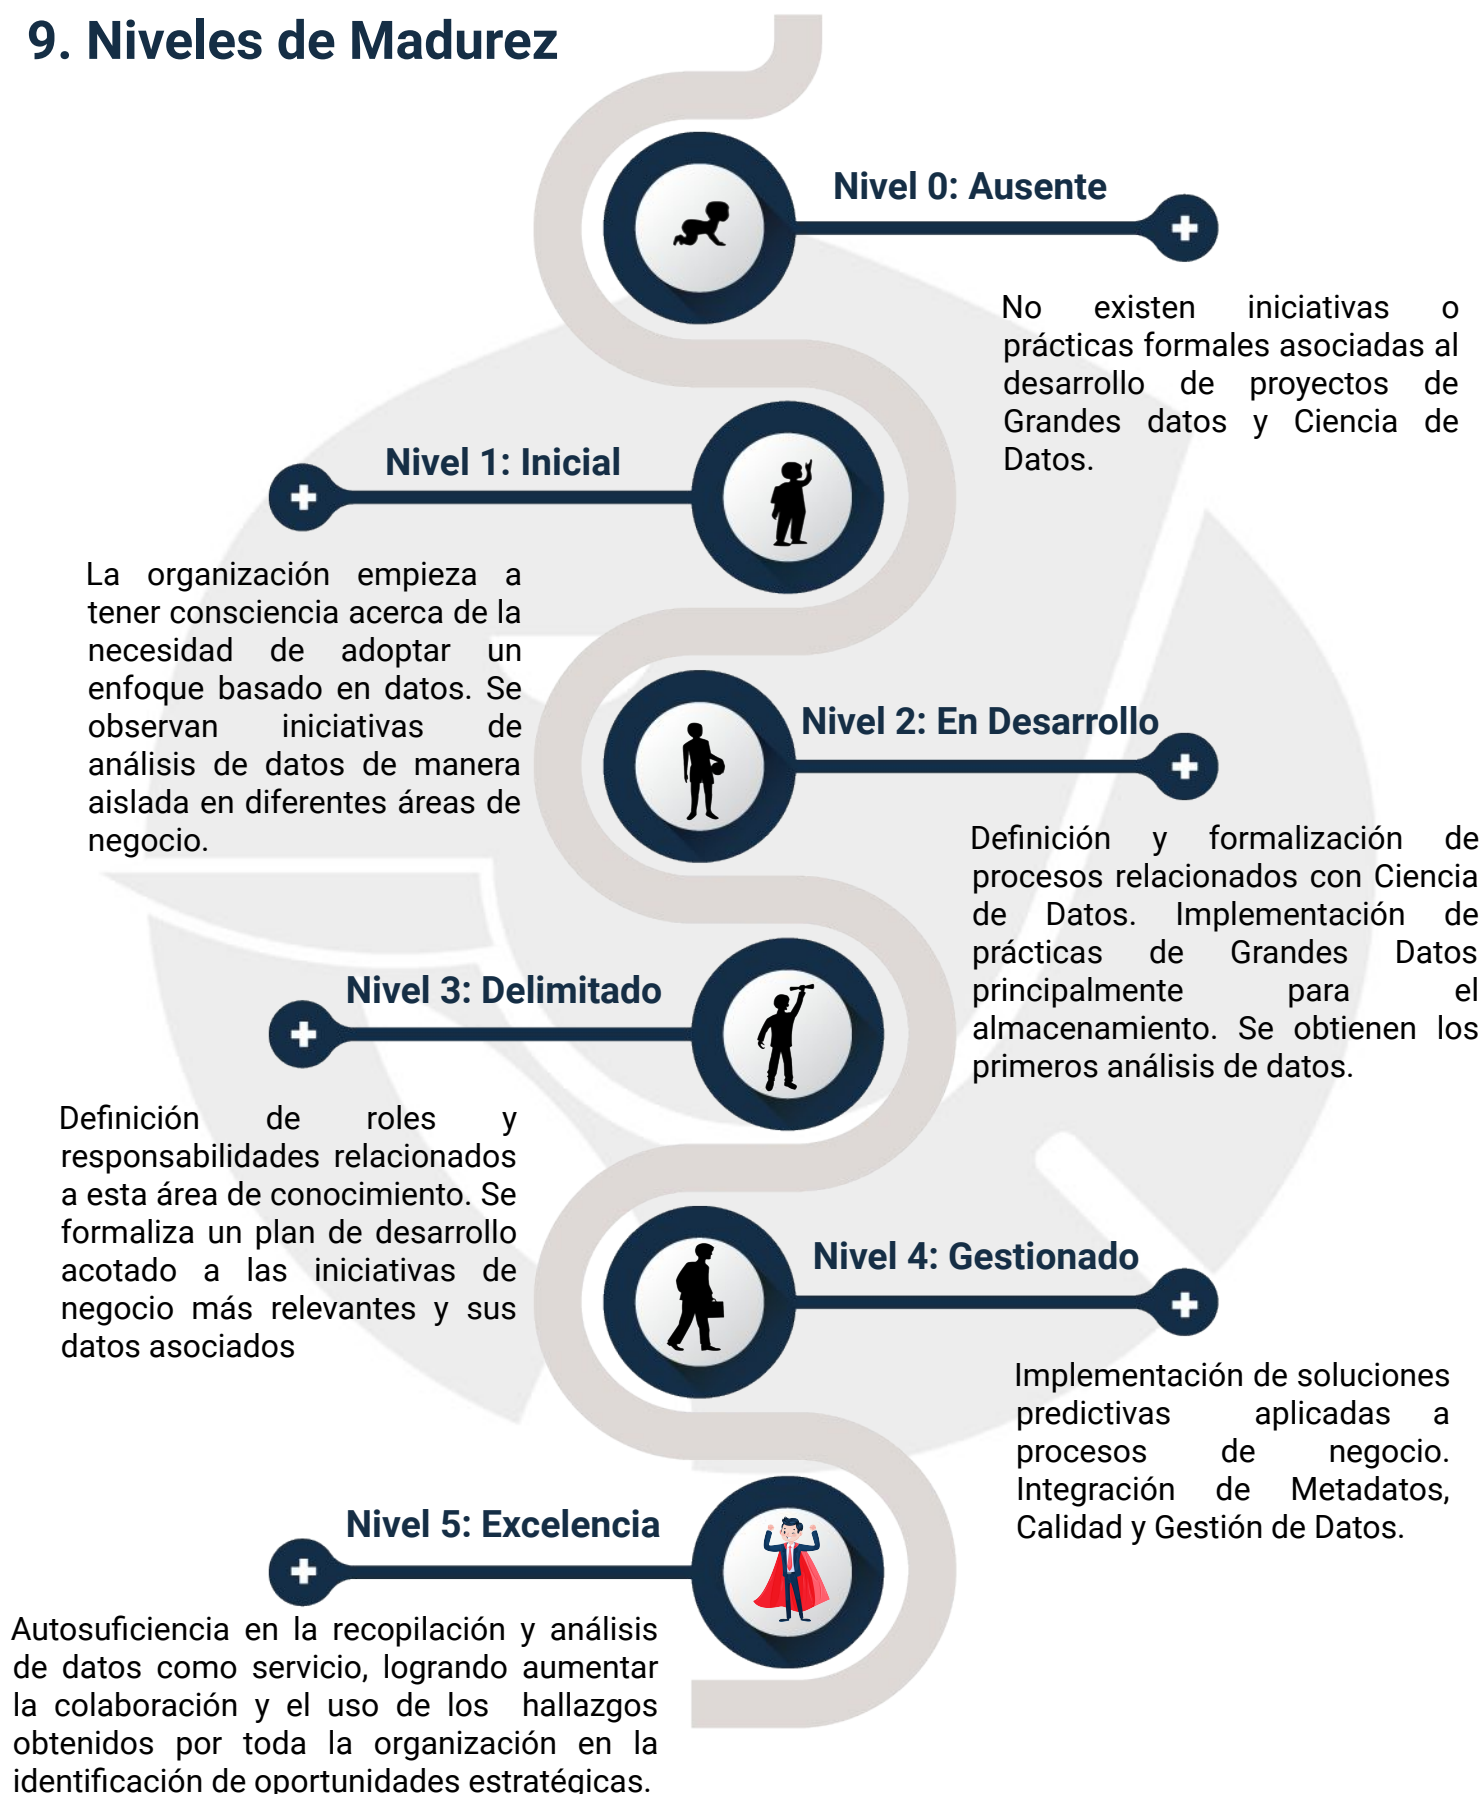 9. Niveles de Madurez
Nivel 0: Ausente
No existen iniciativas o
prácticas formales asociadas al
desarrollo de proyectos de
Grandes datos y Ciencia de
Datos.
Nivel 1: Inicial
La organización empieza a
tener consciencia acerca de la
necesidad de adoptar un
enfoque basado en datos. Se
observan iniciativas de
análisis de datos de manera
aislada en diferentes áreas de
negocio.
Nivel 2: En Desarrollo
Definición y formalización de
procesos relacionados con Ciencia
de Datos. Implementación de
prácticas de Grandes Datos
principalmente para el
almacenamiento. Se obtienen los
primeros análisis de datos.
Nivel 3: Delimitado
Definición de roles y
responsabilidades relacionados
a esta área de conocimiento. Se
formaliza un plan de desarrollo
acotado a las iniciativas de
negocio más relevantes y sus
datos asociados
Nivel 4: Gestionado
Implementación de soluciones
predictivas aplicadas a
procesos de negocio.
Integración de Metadatos,
Calidad y Gestión de Datos.
Nivel 5: Excelencia
Autosuficiencia en la recopilación y análisis
de datos como servicio, logrando aumentar
la colaboración y el uso de los hallazgos
obtenidos por toda la organización en la
identificación de oportunidades estratégicas.